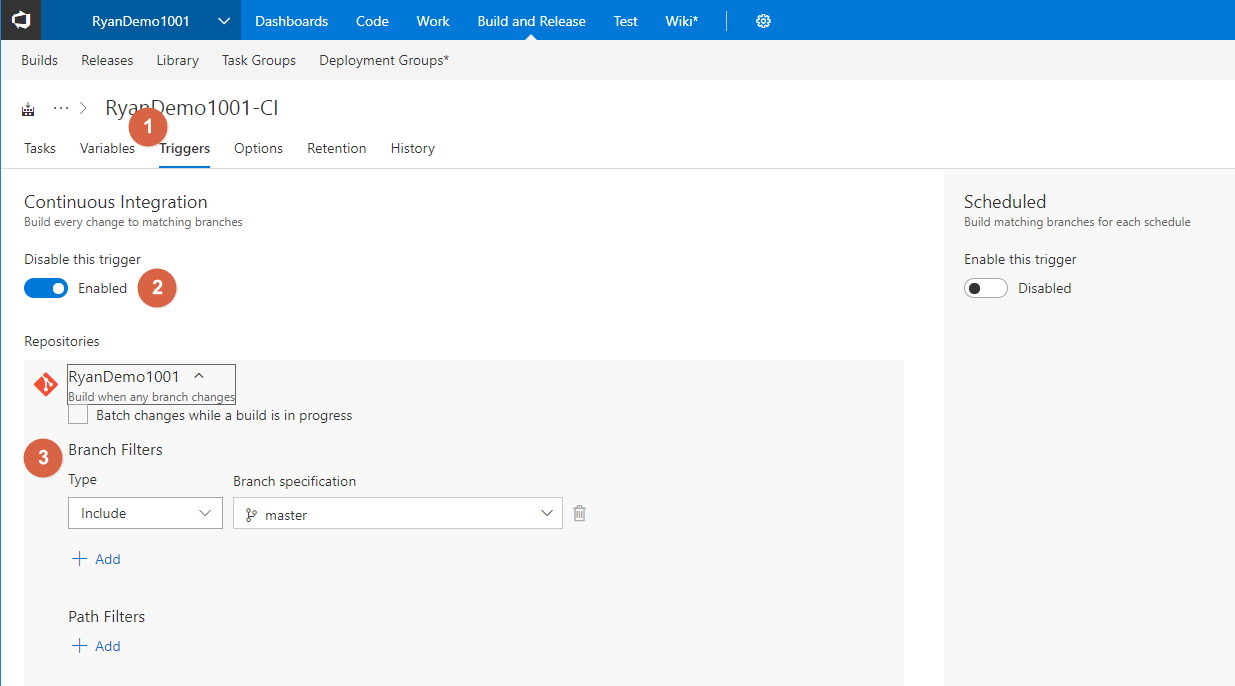 RyanDemo1001 Dashboards Code Work Build and Release Test Wiki*
Builds Releases Library Task Groups Deployment Groups*
... RyanDemo1001-CI
1
Tasks Variables Triggers Options Retention History
Continuous Integration
Build every change to matching branches
Disable this trigger
Enabled 2
Repositories
RyanDemo1001
Build when any branch changes
Batch changes while a build is in progress
3 Branch Filters
Type Branch specification
Include master
+ Add
Path Filters
+ Add
Scheduled
Build matching branches for each schedule
Enable this trigger
Disabled